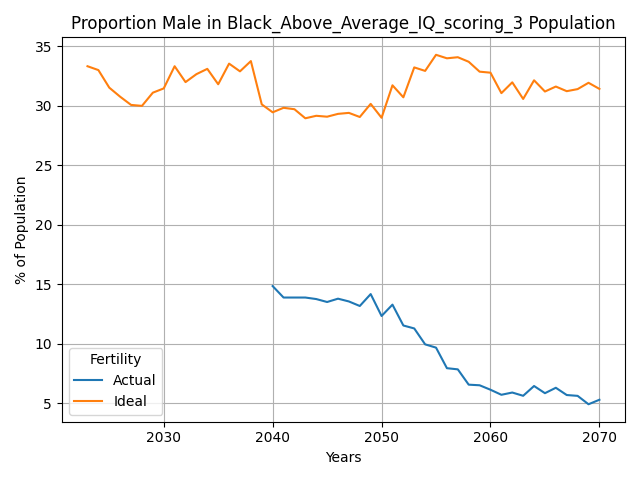 Proportion Male in Black_Above_Average_IQ_scoring_3 Population
% of Population
35
30
25
20
15
10
5
Fertility
Actual
Ideal
2030 2040 2050 2060 2070
Years